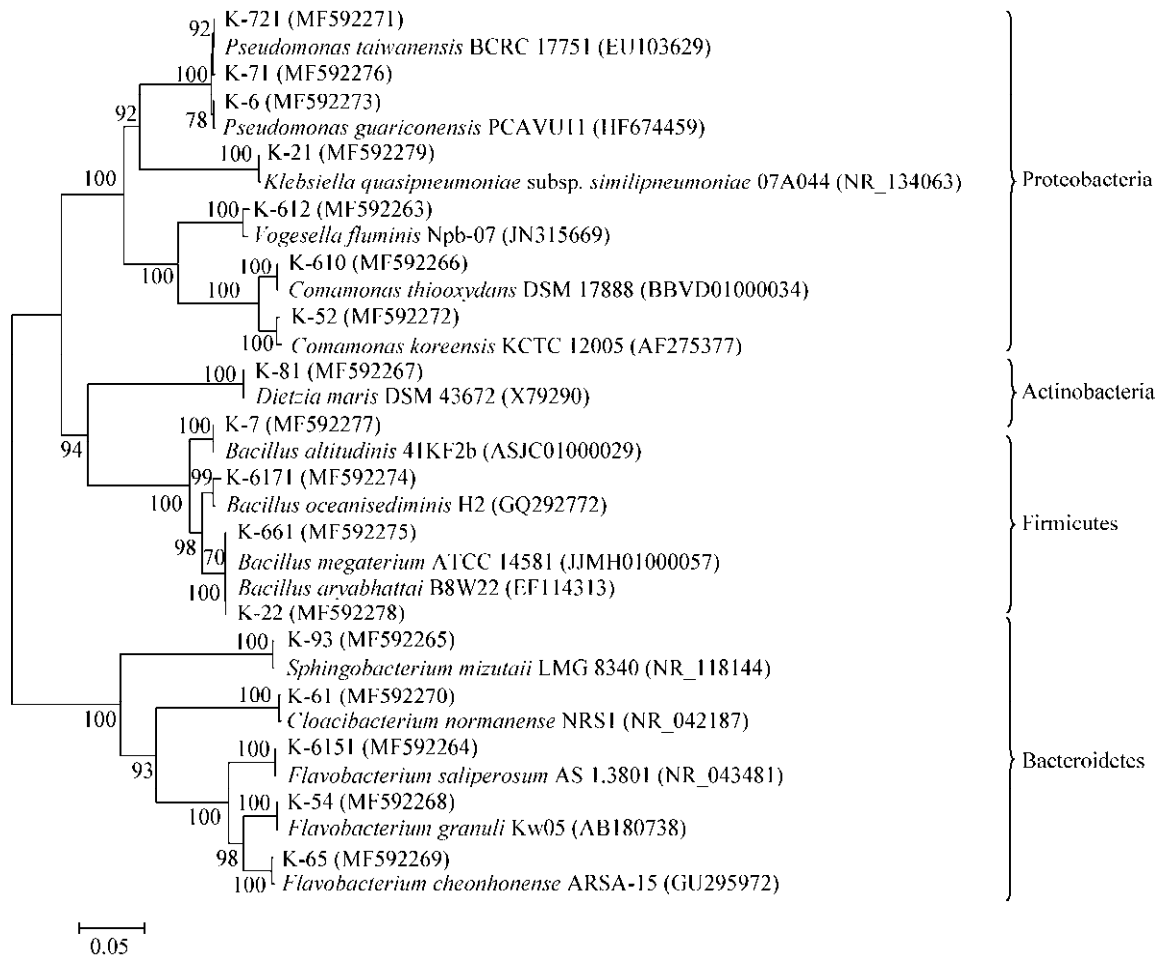 K-721 (MF592271)
92
Pseudomonas taiwanensis BCRC 17751 (EU103629)
100
K-71 (MF592276)
K-6 (MF592273)
92
78
Pseudomonas guariconensis PCAVU11 (HF674459)
100
K-21 (MF592279)
Klebsiella quasipneumoniae subsp. similipneumoniae 07A044 (NR_134063)
100
Proteobacteria
100
K-612 (MF592263)
Vogesella fluminis Npb-07 (JN315669)
100
100
K-610 (MF592266)
100
Comamonas thiooxydans DSM 17888 (BBVD01000034)
K-52 (MF592272)
100
Comamonas koreensis KCTC 12005 (AF275377)
100
K-81 (MF592267)
Dietzia maris DSM 43672 (X79290)
Actinobacteria
100
K-7 (MF592277)
94
Bacillus altitudinis 41KF2b (ASJC01000029)
99
K-6171 (MF592274)
100
Bacillus oceanisediminis H2 (GQ292772)
Firmicutes
K-661 (MF592275)
98
70
Bacillus megaterium ATCC 14581 (JJMH01000057)
100
Bacillus aryabhattai B8W22 (EF114313)
K-22 (MF592278)
100
K-93 (MF592265)
Sphingobacterium mizutaii LMG 8340 (NR_118144)
100
100
K-61 (MF592270)
Cloacibacterium normanense NRS1 (NR_042187)
93
100
K-6151 (MF592264)
Bacteroidetes
Flavobacterium saliperosum AS 1.3801 (NR_043481)
100
100
K-54 (MF592268)
Flavobacterium granuli Kw05 (AB180738)
98
K-65 (MF592269)
100
Flavobacterium cheonhonense ARSA-15 (GU295972)
0.05